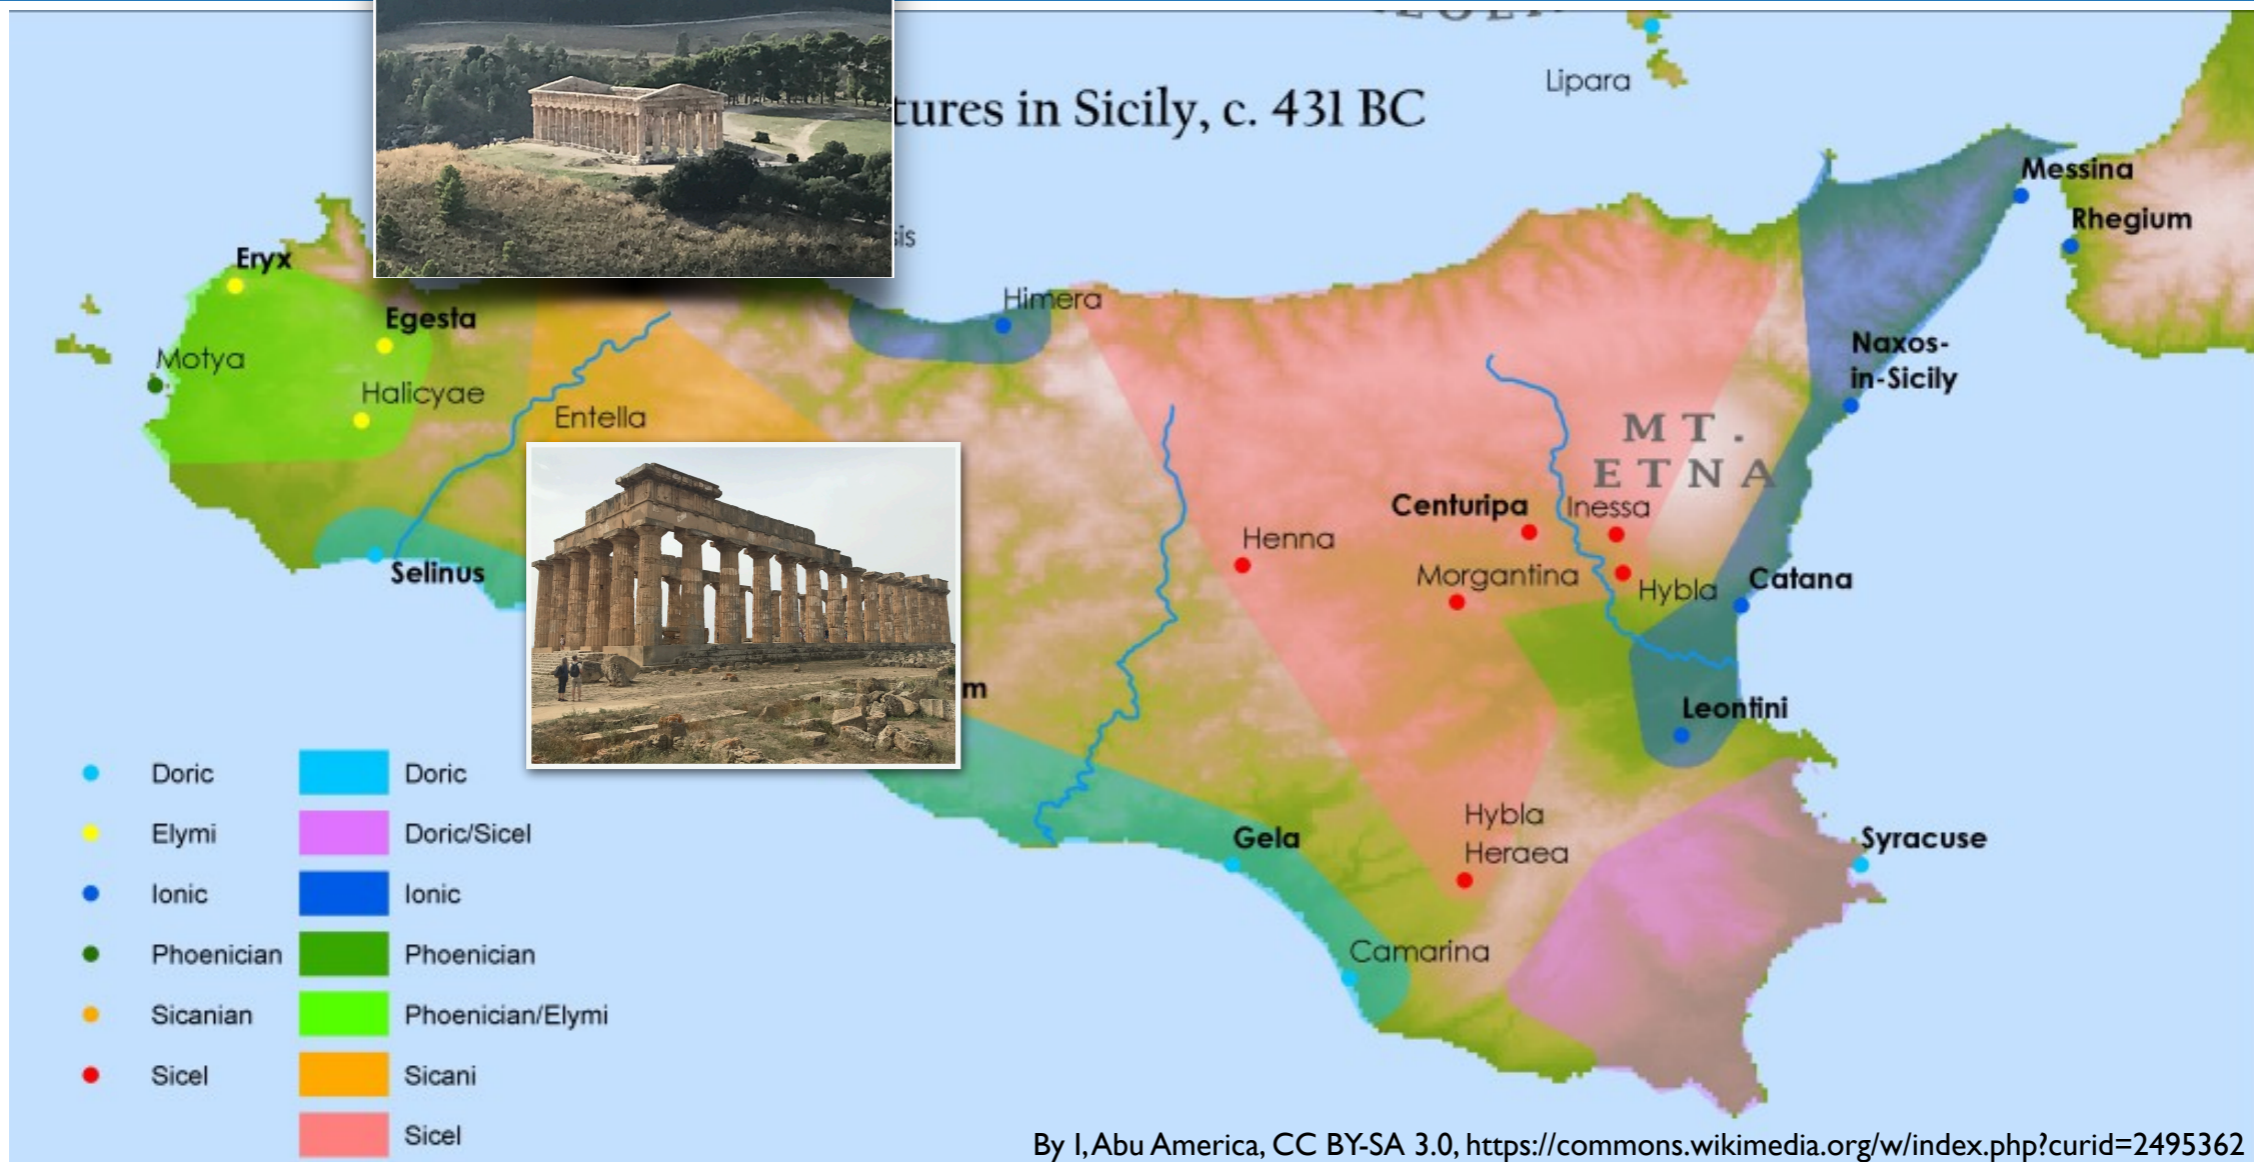 Lipara
tures in Sicily, c. 431 BC
Messina
Rhegium
sis
Eryx
Himera
Egesta
Naxos-
in-Sicily
Motya
Halicyae
Entella
MT.
ETNA
Centuripa
Inessa
Henna
Selinus
Morgantina
Hybla
Catana
m
Leontini
Doric
Doric
Elymi
Doric/Sicel
Ionic
Ionic
Phoenician
Phoenician
Sicanian
Phoenician/Elymi
Sicel
Sicani
Sicel
Hybla
Heraea
Gela
Syracuse
Camarina
By I, Abu America, CC BY-SA 3.0, https://commons.wikimedia.org/w/index.php?curid=2495362